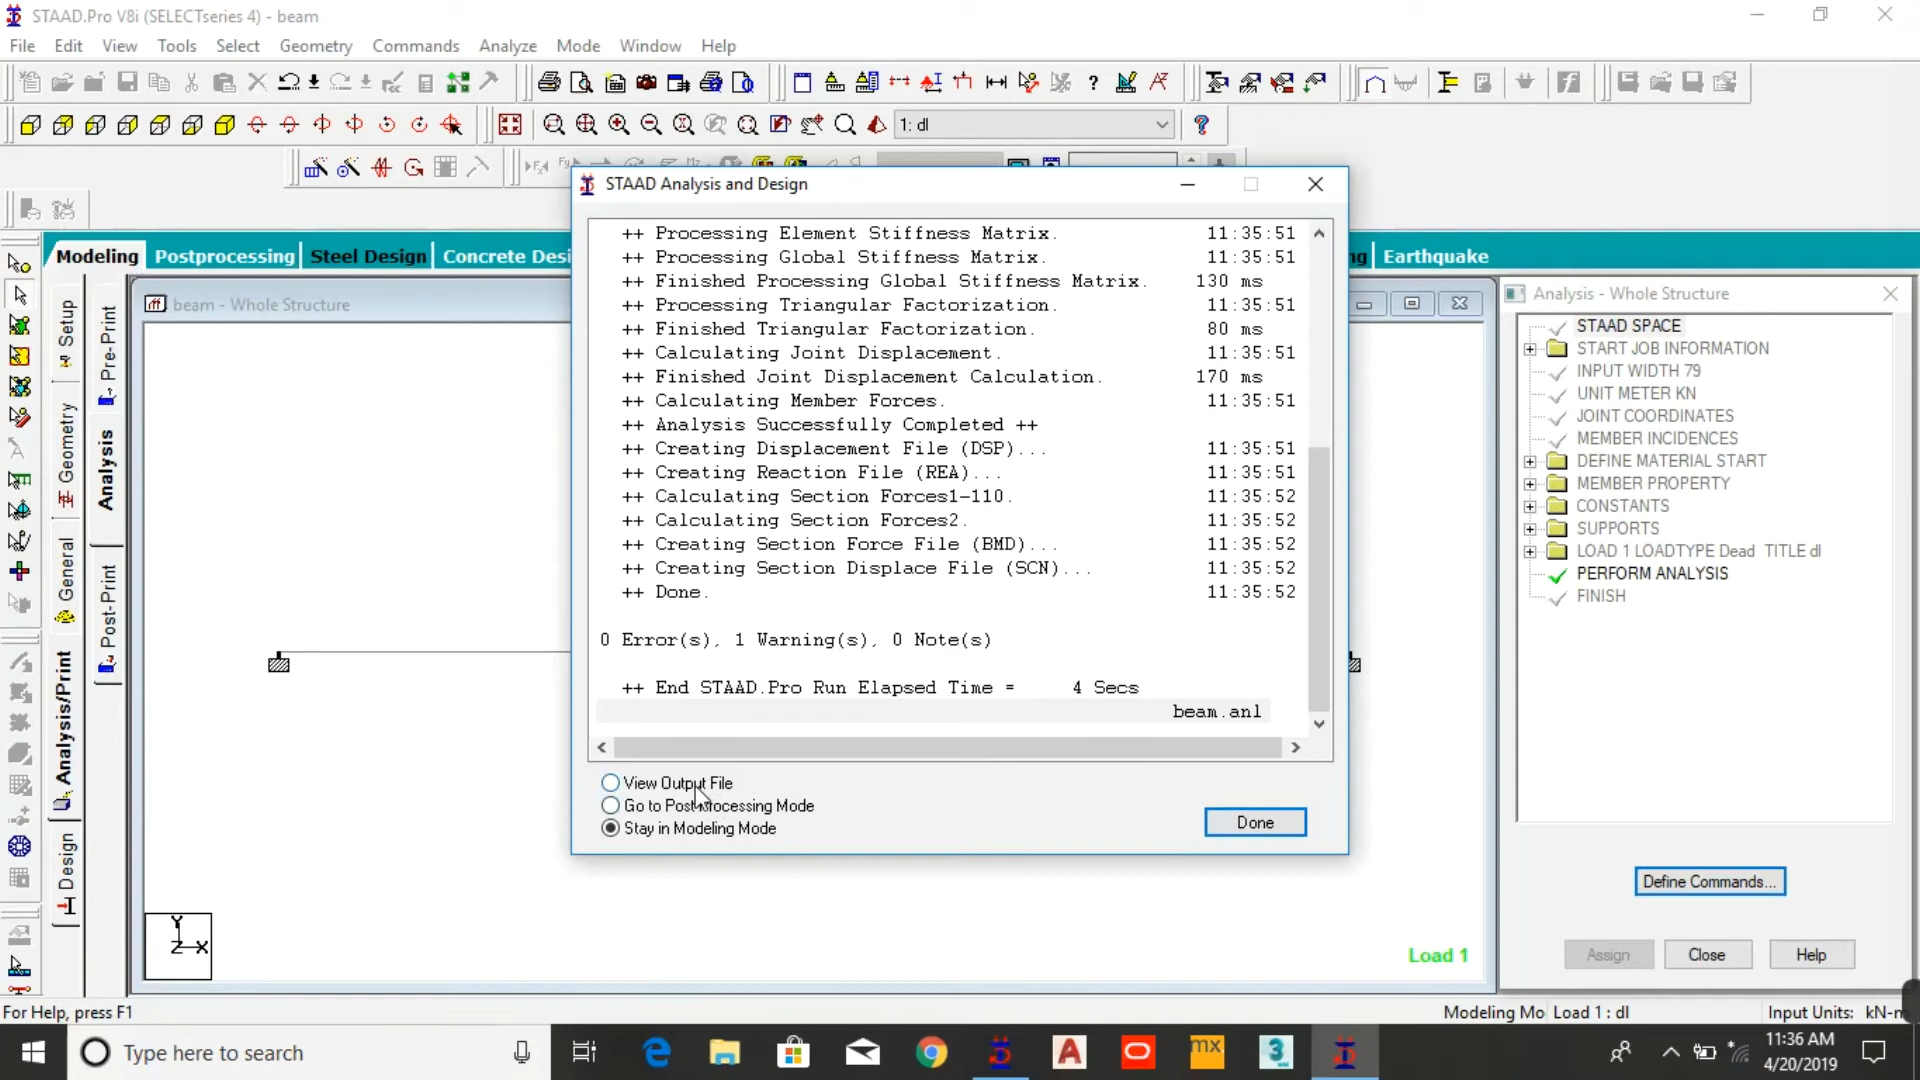 STAAD.Pro V8i (SELECTseries 4) - beam
File Edit View Tools Select Geometry Commands Analyze Mode Window Help
1: dl
STAAD Analysis and Design
Modeling Postprocessing Steel Design Concrete Desi ng Earthquake
beam - Whole Structure
Setup
Geometry
General
Analysis/Print
Design
Pre-Print
Analysis
Post-Print
++ Processing Element Stiffness Matrix. 11:35:51
++ Processing Global Stiffness Matrix. 11:35:51
++ Finished Processing Global Stiffness Matrix. 130 ms
++ Processing Triangular Factorization. 11:35:51
++ Finished Triangular Factorization. 80 ms
++ Calculating Joint Displacement. 11:35:51
++ Finished Joint Displacement Calculation. 170 ms
++ Calculating Member Forces. 11:35:51
++ Analysis Successfully Completed ++
++ Creating Displacement File (DSP)... 11:35:51
++ Creating Reaction File (REA)... 11:35:51
++ Calculating Section Forces1-110. 11:35:52
++ Calculating Section Forces2. 11:35:52
++ Creating Section Force File (BMD)... 11:35:52
++ Creating Section Displace File (SCN)... 11:35:52
++ Done. 11:35:52
0 Error(s), 1 Warning(s), 0 Note(s)
++ End STAAD.Pro Run Elapsed Time = 4 Secs
beam.anl
View Output File
Go to Post Processing Mode
Stay in Modeling Mode
Done
Analysis - Whole Structure
STAAD SPACE
START JOB INFORMATION
INPUT WIDTH 79
UNIT METER KN
JOINT COORDINATES
MEMBER INCIDENCES
DEFINE MATERIAL START
MEMBER PROPERTY
CONSTANTS
SUPPORTS
LOAD 1 LOADTYPE Dead TITLE dl
PERFORM ANALYSIS
FINISH
Define Commands...
Assign Close Help
Y
Z X
Load 1
For Help, press F1
Modeling Mo Load 1 : dl Input Units: kN-m
Type here to search
mx
3
11:36 AM
4/20/2019